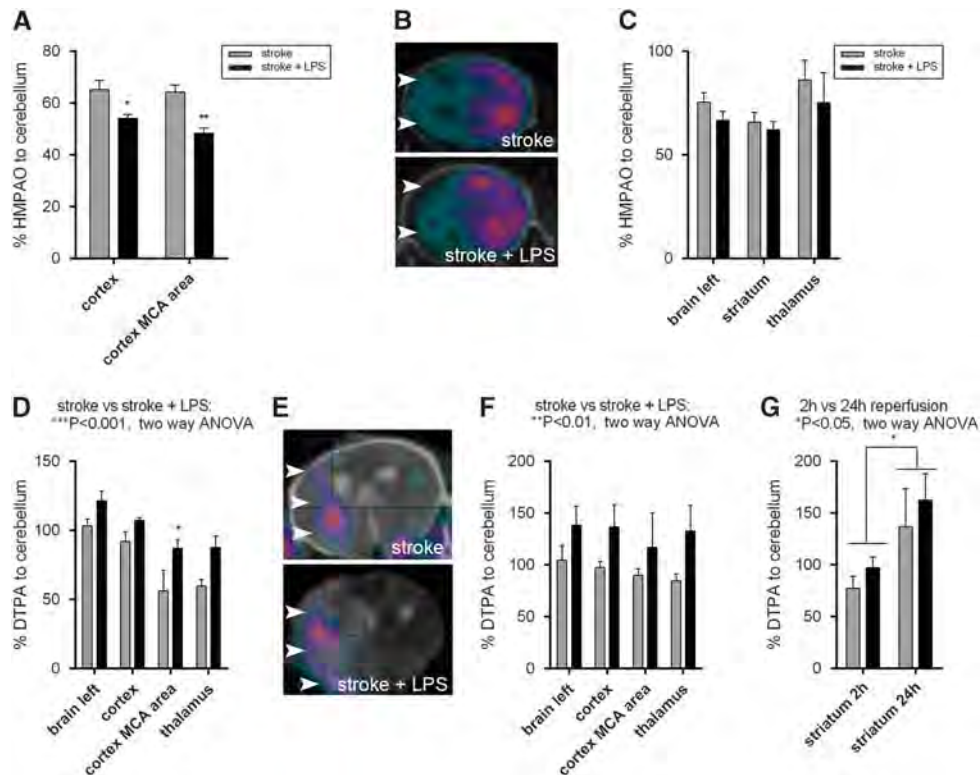 A
80
60
40
20
0
% HMPAO to cerebellum
stroke
stroke + LPS
*
**
cortex
cortex MCA area
B
stroke
stroke + LPS
C
100
50
0
% HMPAO to cerebellum
stroke
stroke + LPS
brain left
striatum
thalamus
D
stroke vs stroke + LPS:
***P<0.001, two way ANOVA
150
100
50
0
% DTPA to cerebellum
*
brain left
cortex
cortex MCA area
thalamus
E
stroke
stroke + LPS
F
stroke vs stroke + LPS:
**P<0.01, two way ANOVA
200
150
100
50
0
% DTPA to cerebellum
brain left
cortex
cortex MCA area
thalamus
G
2h vs 24h reperfusion
*P<0.05, two way ANOVA
200
150
100
50
0
% DTPA to cerebellum
*
striatum 2h
striatum 24h